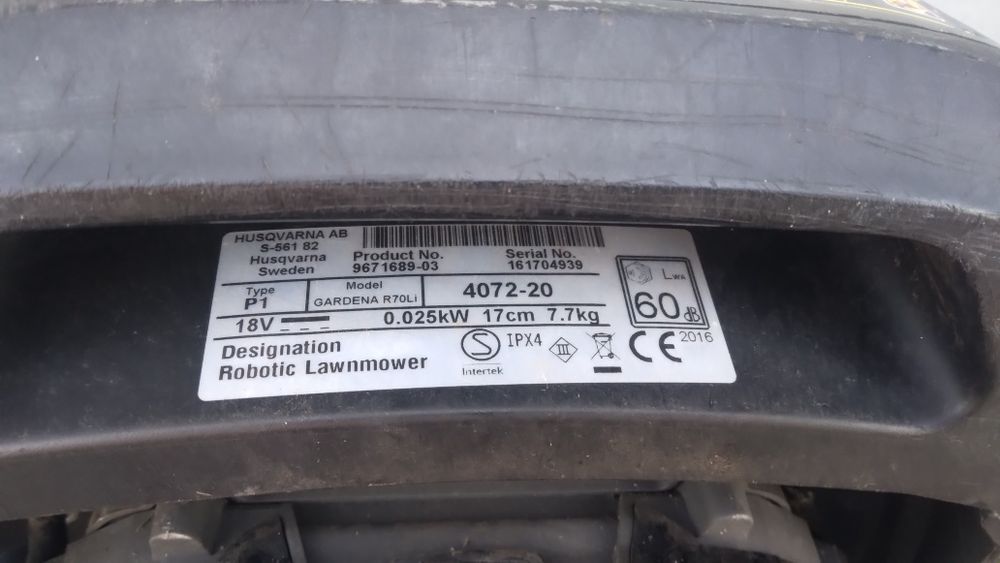 HUSQVARNA AB
S-561 82
Husqvarna
Sweden
Product No.
9671689-03
Serial No.
161704939
Type
P1
Model
GARDENA R70Li
4072-20
18V
0.025kW 17cm 7.7kg
Designation
Robotic Lawnmower
S
Intertek
IPX4
III
CE
2016
LWA
60 dB